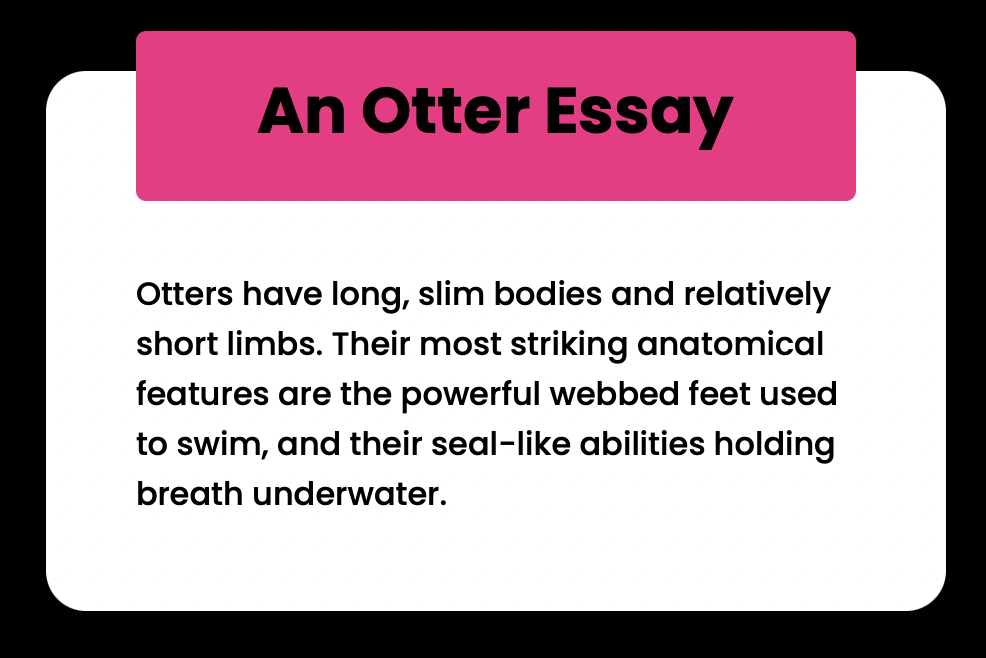 An Otter Essay
Otters have long, slim bodies and relatively
short limbs. Their most striking anatomical
features are the powerful webbed feet used
to swim, and their seal-like abilities holding
breath underwater.